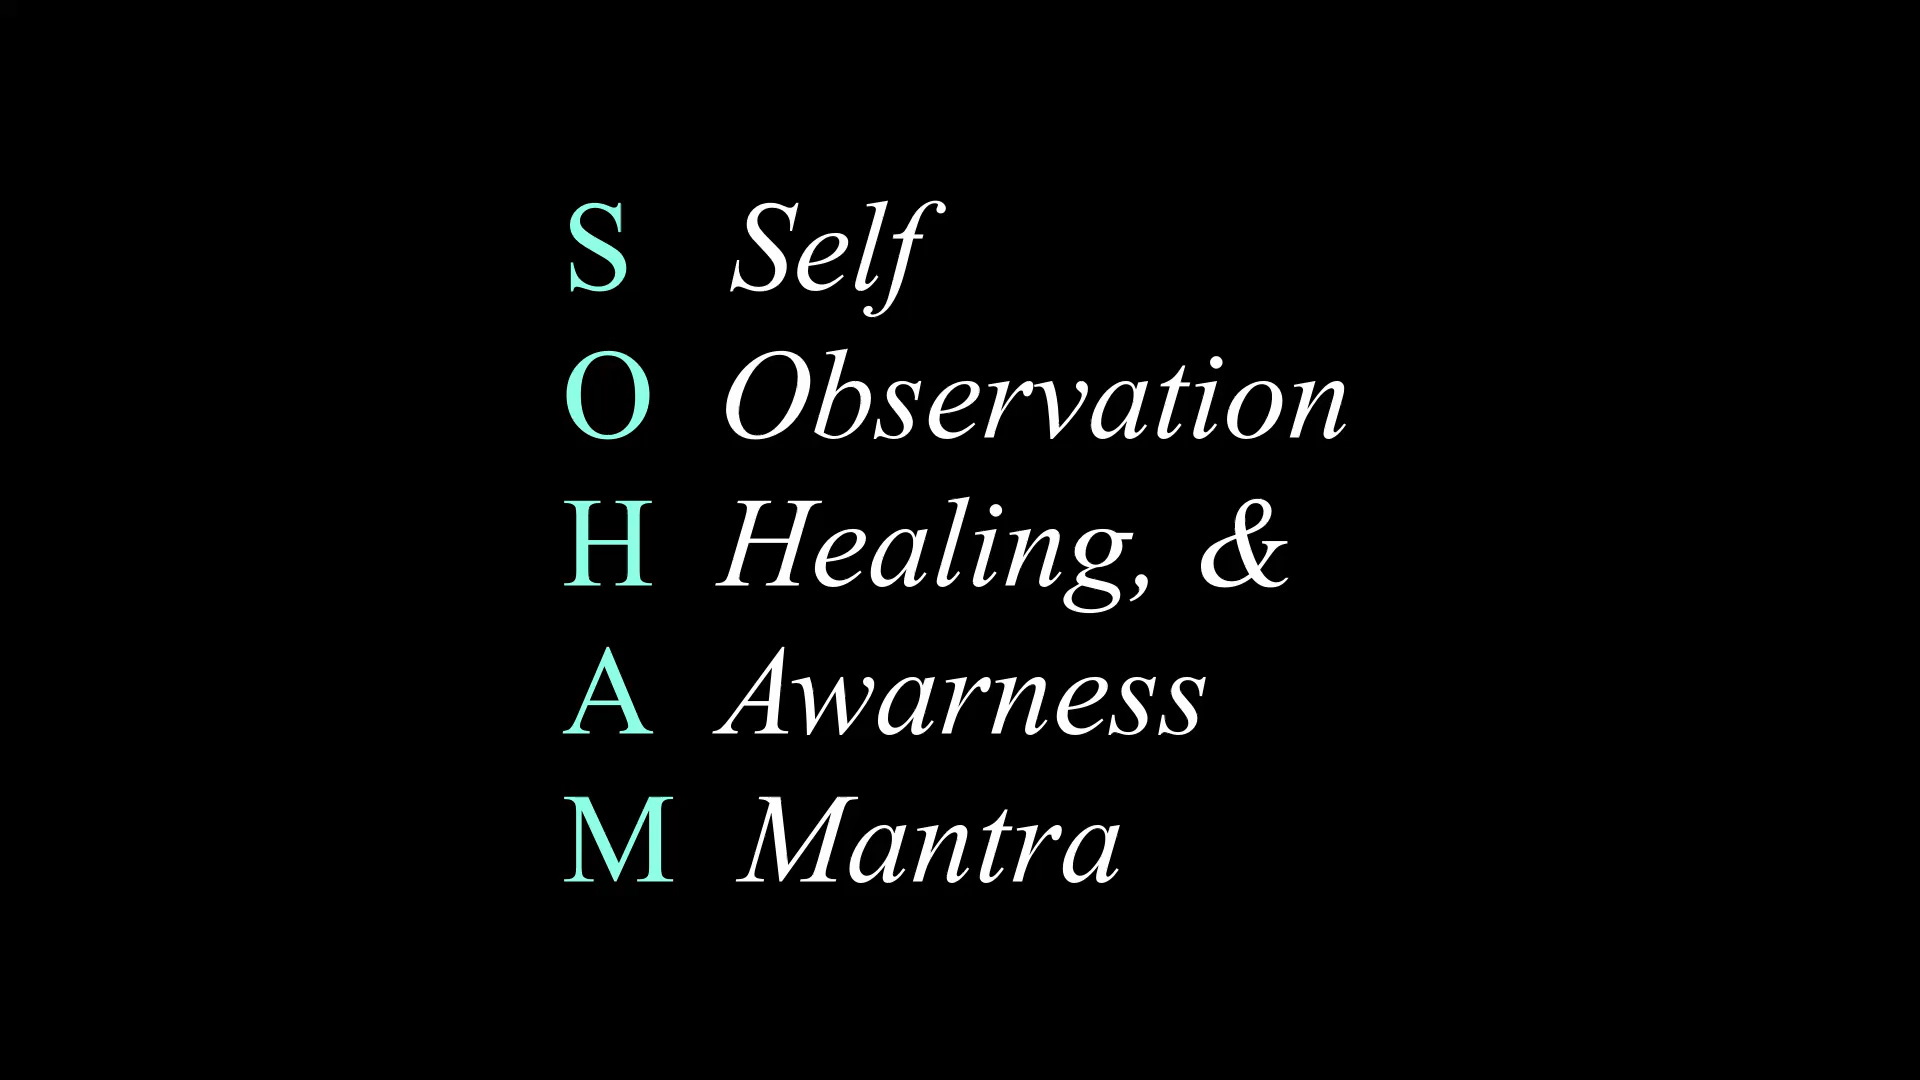 S Self
O Observation
H Healing, &
A Awarness
M Mantra